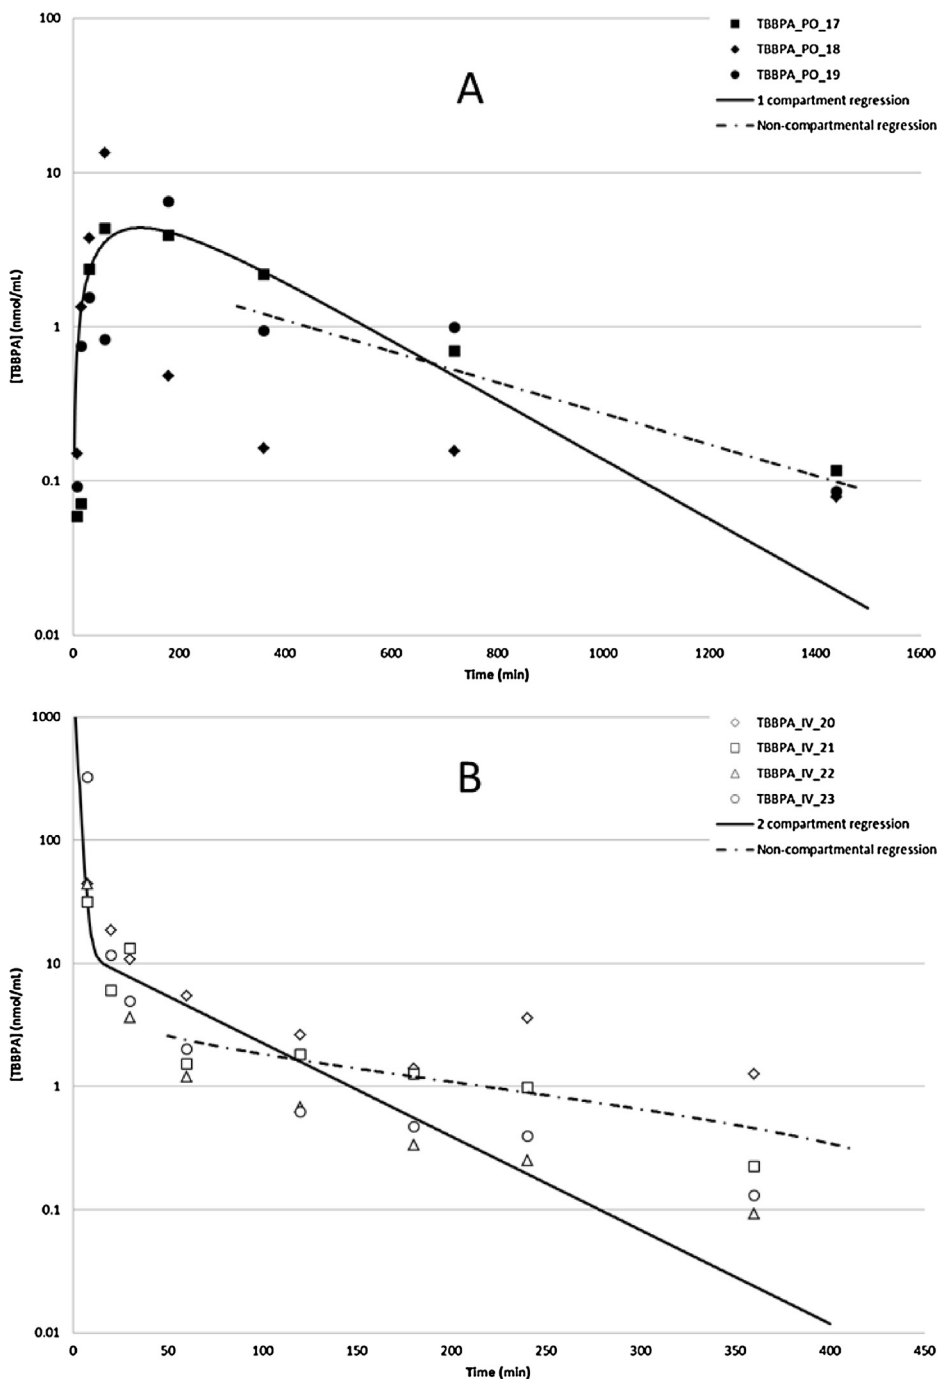 100
10
1
0.1
0.01
[TBBPA] (nmol/mL)
A
TBBPA_PO_17
TBBPA_PO_18
TBBPA_PO_19
1 compartment regression
Non-compartmental regression
0 200 400 600 800 1000 1200 1400 1600
Time (min)
1000
100
10
1
0.1
0.01
[TBBPA] (nmol/mL)
B
TBBPA_IV_20
TBBPA_IV_21
TBBPA_IV_22
TBBPA_IV_23
2 compartment regression
Non-compartmental regression
0 50 100 150 200 250 300 350 400 450
Time (min)